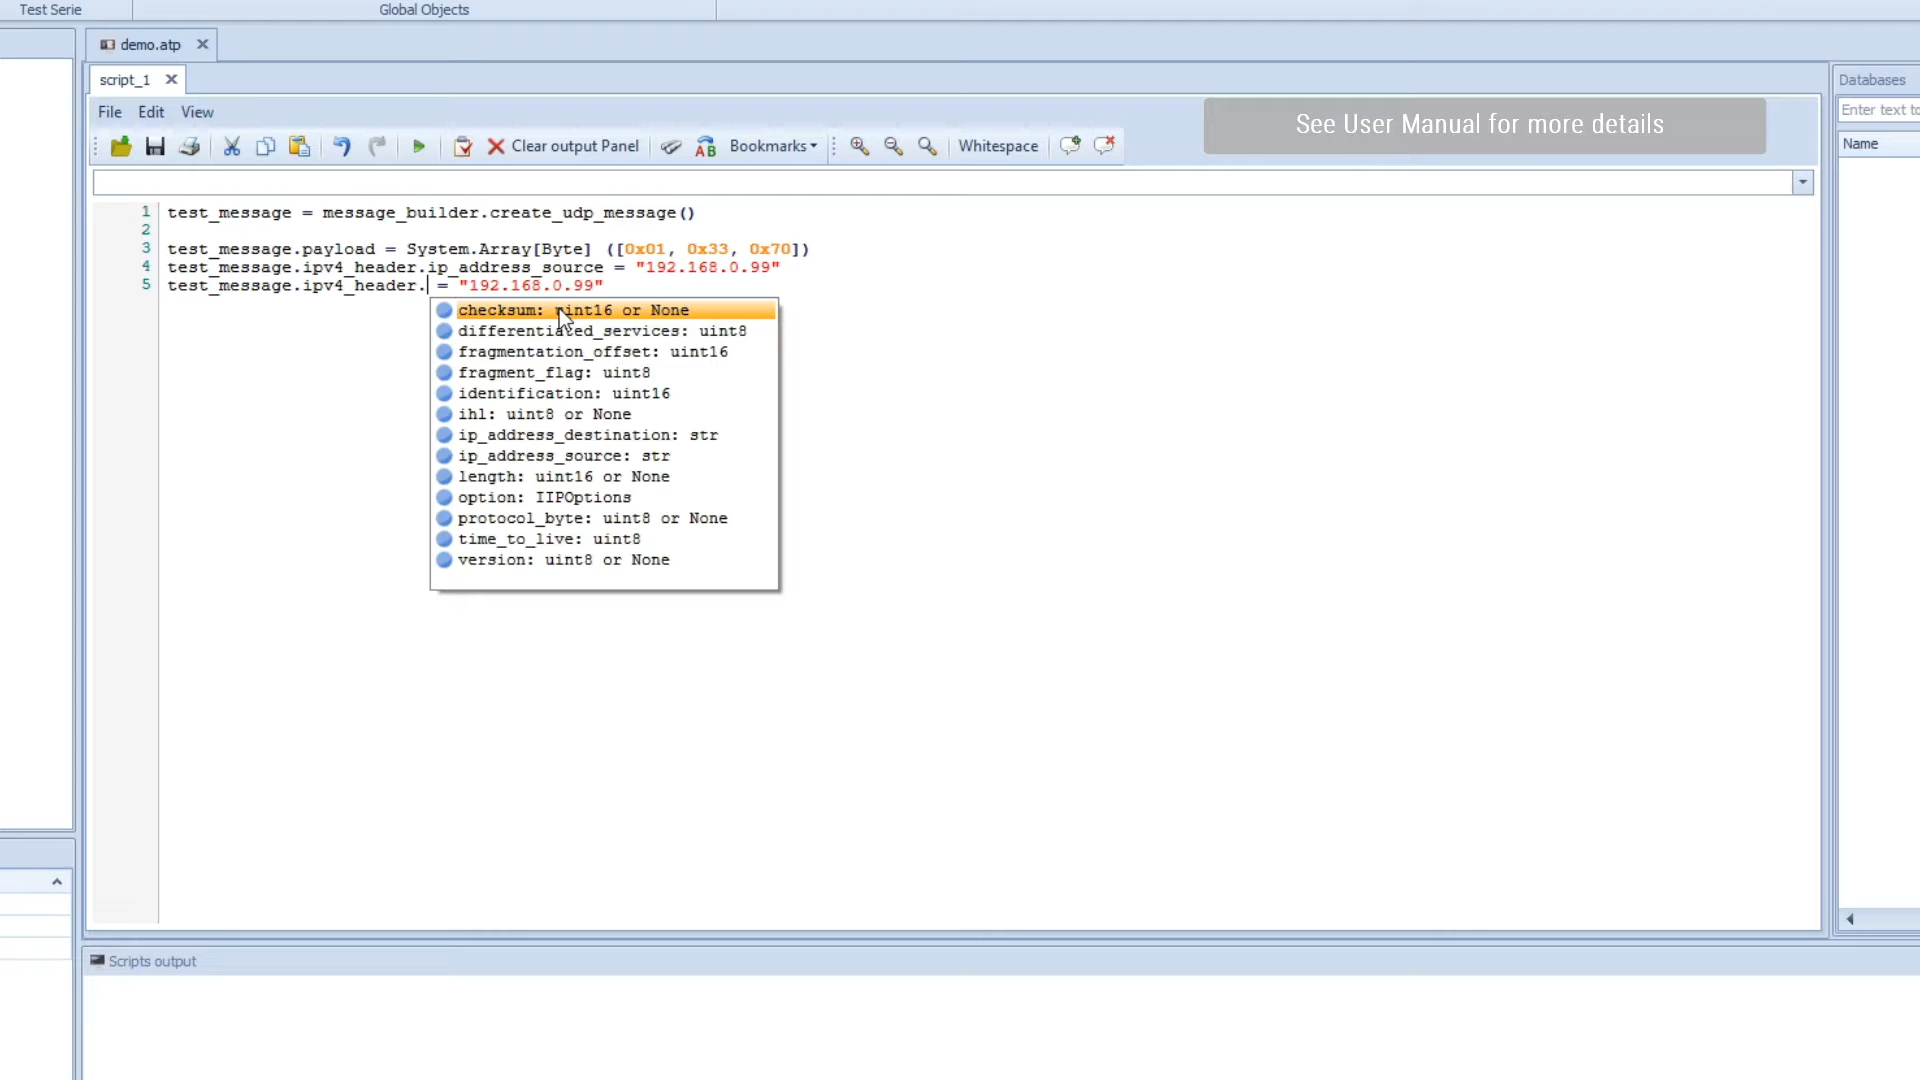 Test Serie
Global Objects
demo.atp
script_1
File Edit View
See User Manual for more details
Clear output Panel
Bookmarks
Whitespace
Databases
Enter text to
Name
1 test_message = message_builder.create_udp_message()
2
3 test_message.payload = System.Array[Byte] ([0x01, 0x33, 0x70])
4 test_message.ipv4_header.ip_address_source = "192.168.0.99"
5 test_message.ipv4_header. = "192.168.0.99"
checksum: uint16 or None
differentiated_services: uint8
fragmentation_offset: uint16
fragment_flag: uint8
identification: uint16
ihl: uint8 or None
ip_address_destination: str
ip_address_source: str
length: uint16 or None
option: IIPOptions
protocol_byte: uint8 or None
time_to_live: uint8
version: uint8 or None
Scripts output